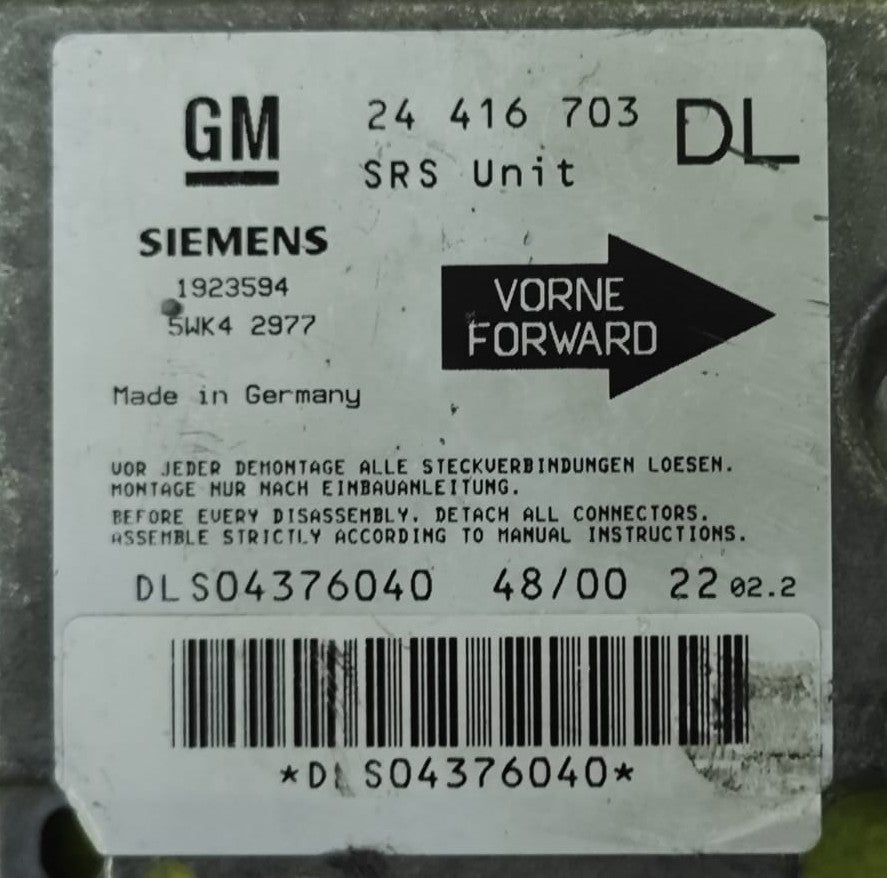 GM 24 416 703 DL
SRS Unit
SIEMENS
1923594
5WK4 2977
VORNE
FORWARD
Made in Germany
VOR JEDER DEMONTAGE ALLE STECKVERBINDUNGEN LOESEN.
MONTAGE NUR NACH EINBAUANLEITUNG.
BEFORE EVERY DISASSEMBLY, DETACH ALL CONNECTORS.
ASSEMBLE STRICTLY ACCORDING TO MANUAL INSTRUCTIONS.
DLS04376040 48/00 22 02.2
*DLS04376040*